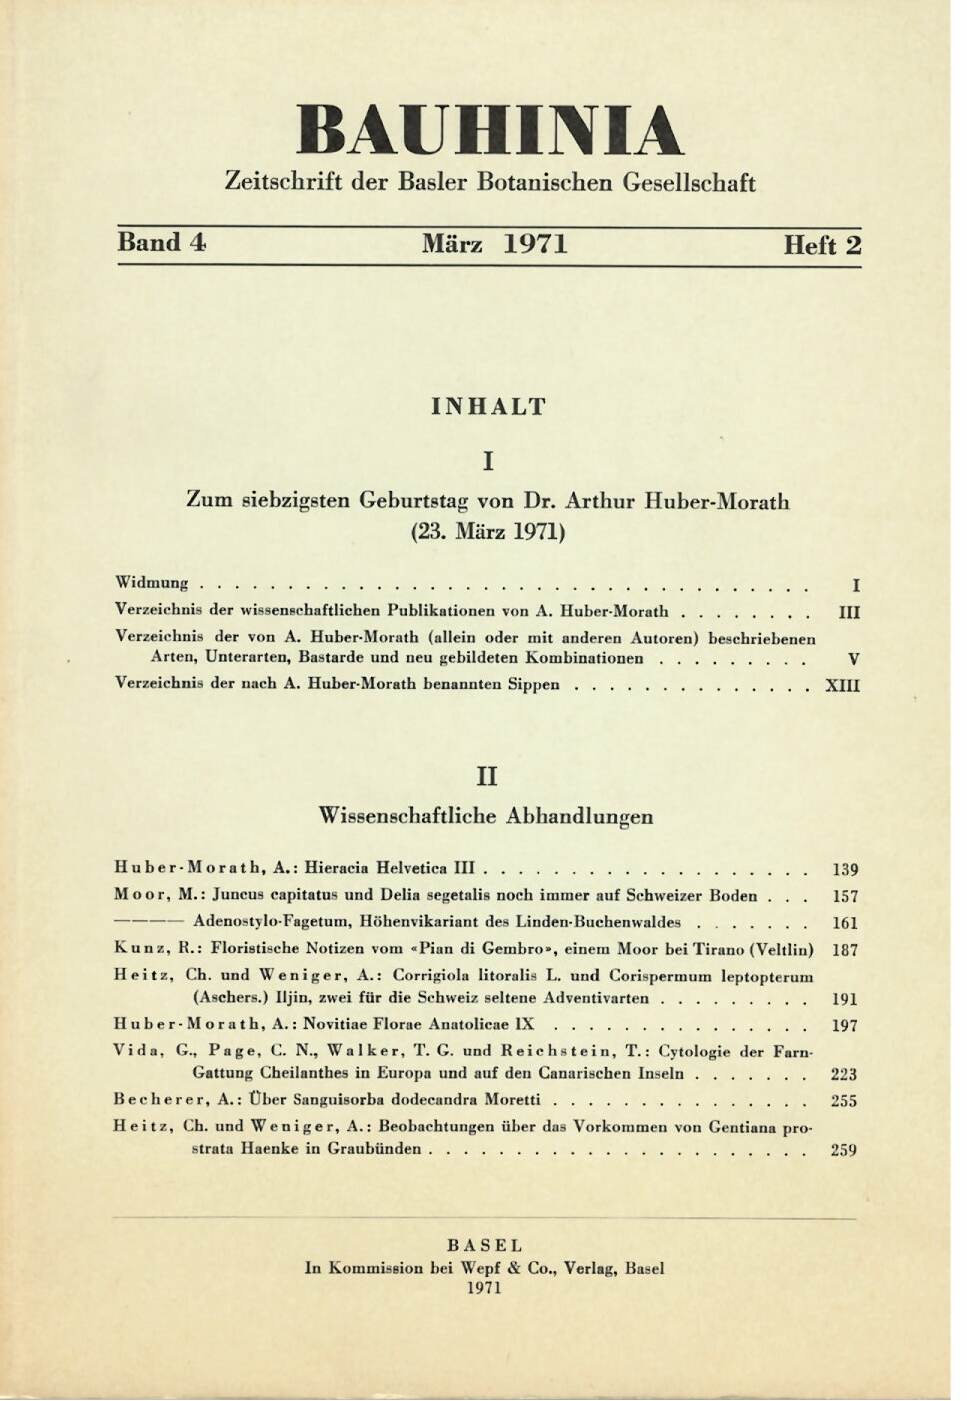 BAUHINIA
Zeitschrift der Basler Botanischen Gesellschaft
Band 4 März 1971 Heft 2
INHALT
I
Zum siebzigsten Geburtstag von Dr. Arthur Huber-Morath
(23. März 1971)
Widmung . . . . . . . . . . . . . . . . . . . . . . . . . . . . . . . . . . . I
Verzeichnis der wissenschaftlichen Publikationen von A. Huber-Morath . . . . . . . . III
Verzeichnis der von A. Huber-Morath (allein oder mit anderen Autoren) beschriebenen
Arten, Unterarten, Bastarde und neu gebildeten Kombinationen . . . . . . . . . V
Verzeichnis der nach A. Huber-Morath benannten Sippen . . . . . . . . . . . . . . XIII
II
Wissenschaftliche Abhandlungen
Huber-Morath, A.: Hieracia Helvetica III . . . . . . . . . . . . . . . . . . . 139
Moor, M.: Juncus capitatus und Delia segetalis noch immer auf Schweizer Boden . . . 157
———— Adenostylo-Fagetum, Höhenvikariant des Linden-Buchenwaldes . . . . . . . 161
Kunz, R.: Floristische Notizen vom «Pian di Gembro», einem Moor bei Tirano (Veltlin) 187
Heitz, Ch. und Weniger, A.: Corrigiola litoralis L. und Corispermum leptopterum
(Aschers.) Iljin, zwei für die Schweiz seltene Adventivarten . . . . . . . . . 191
Huber-Morath, A.: Novitiae Florae Anatolicae IX . . . . . . . . . . . . . . . 197
Vida, G., Page, C. N., Walker, T. G. und Reichstein, T.: Cytologie der Farn-
Gattung Cheilanthes in Europa und auf den Canarischen Inseln . . . . . . . 223
Becherer, A.: Über Sanguisorba dodecandra Moretti . . . . . . . . . . . . . . . 255
Heitz, Ch. und Weniger, A.: Beobachtungen über das Vorkommen von Gentiana pro-
strata Haenke in Graubünden . . . . . . . . . . . . . . . . . . . . . . 259
BASEL
In Kommission bei Wepf & Co., Verlag, Basel
1971